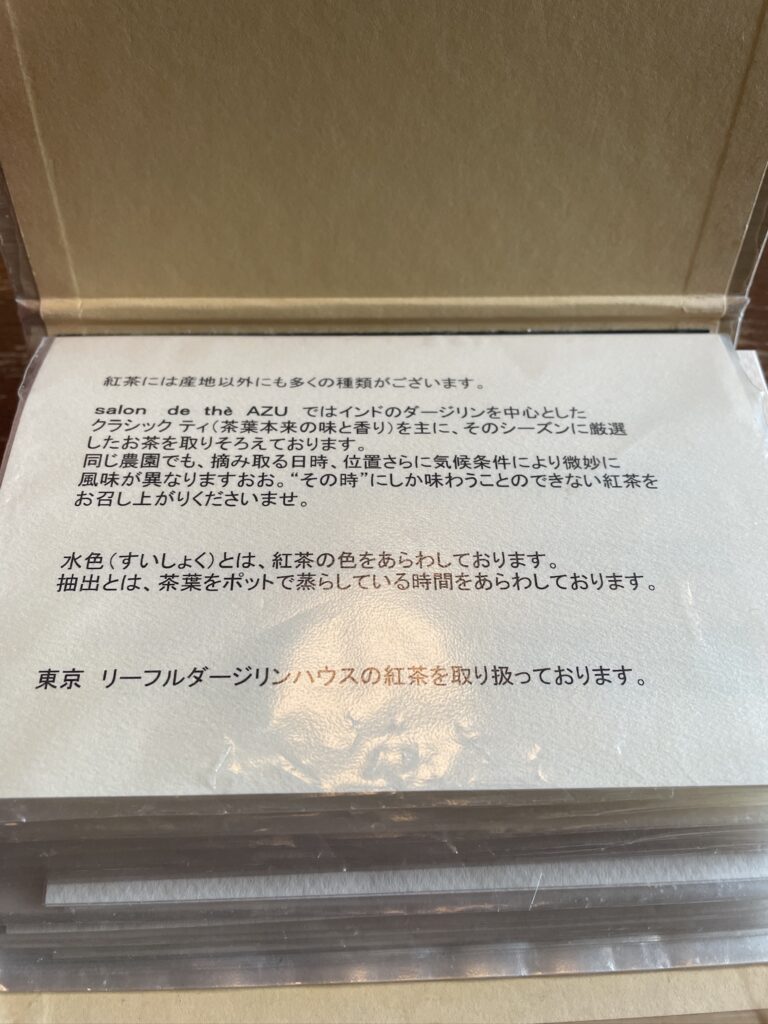 紅茶には産地以外にも多くの種類がございます。
salon de thè AZU ではインドのダージリンを中心とした
クラシック ティ(茶葉本来の味と香り)を主に、そのシーズンに厳選
したお茶を取りそろえております。
同じ農園でも、摘み取る日時、位置さらに気候条件により微妙に
風味が異なりますおお。“その時”にしか味わうことのできない紅茶を
お召し上がりくださいませ。
水色(すいしょく)とは、紅茶の色をあらわしております。
抽出とは、茶葉をポットで蒸らしている時間をあらわしております。
東京 リーフルダージリンハウスの紅茶を取り扱っております。